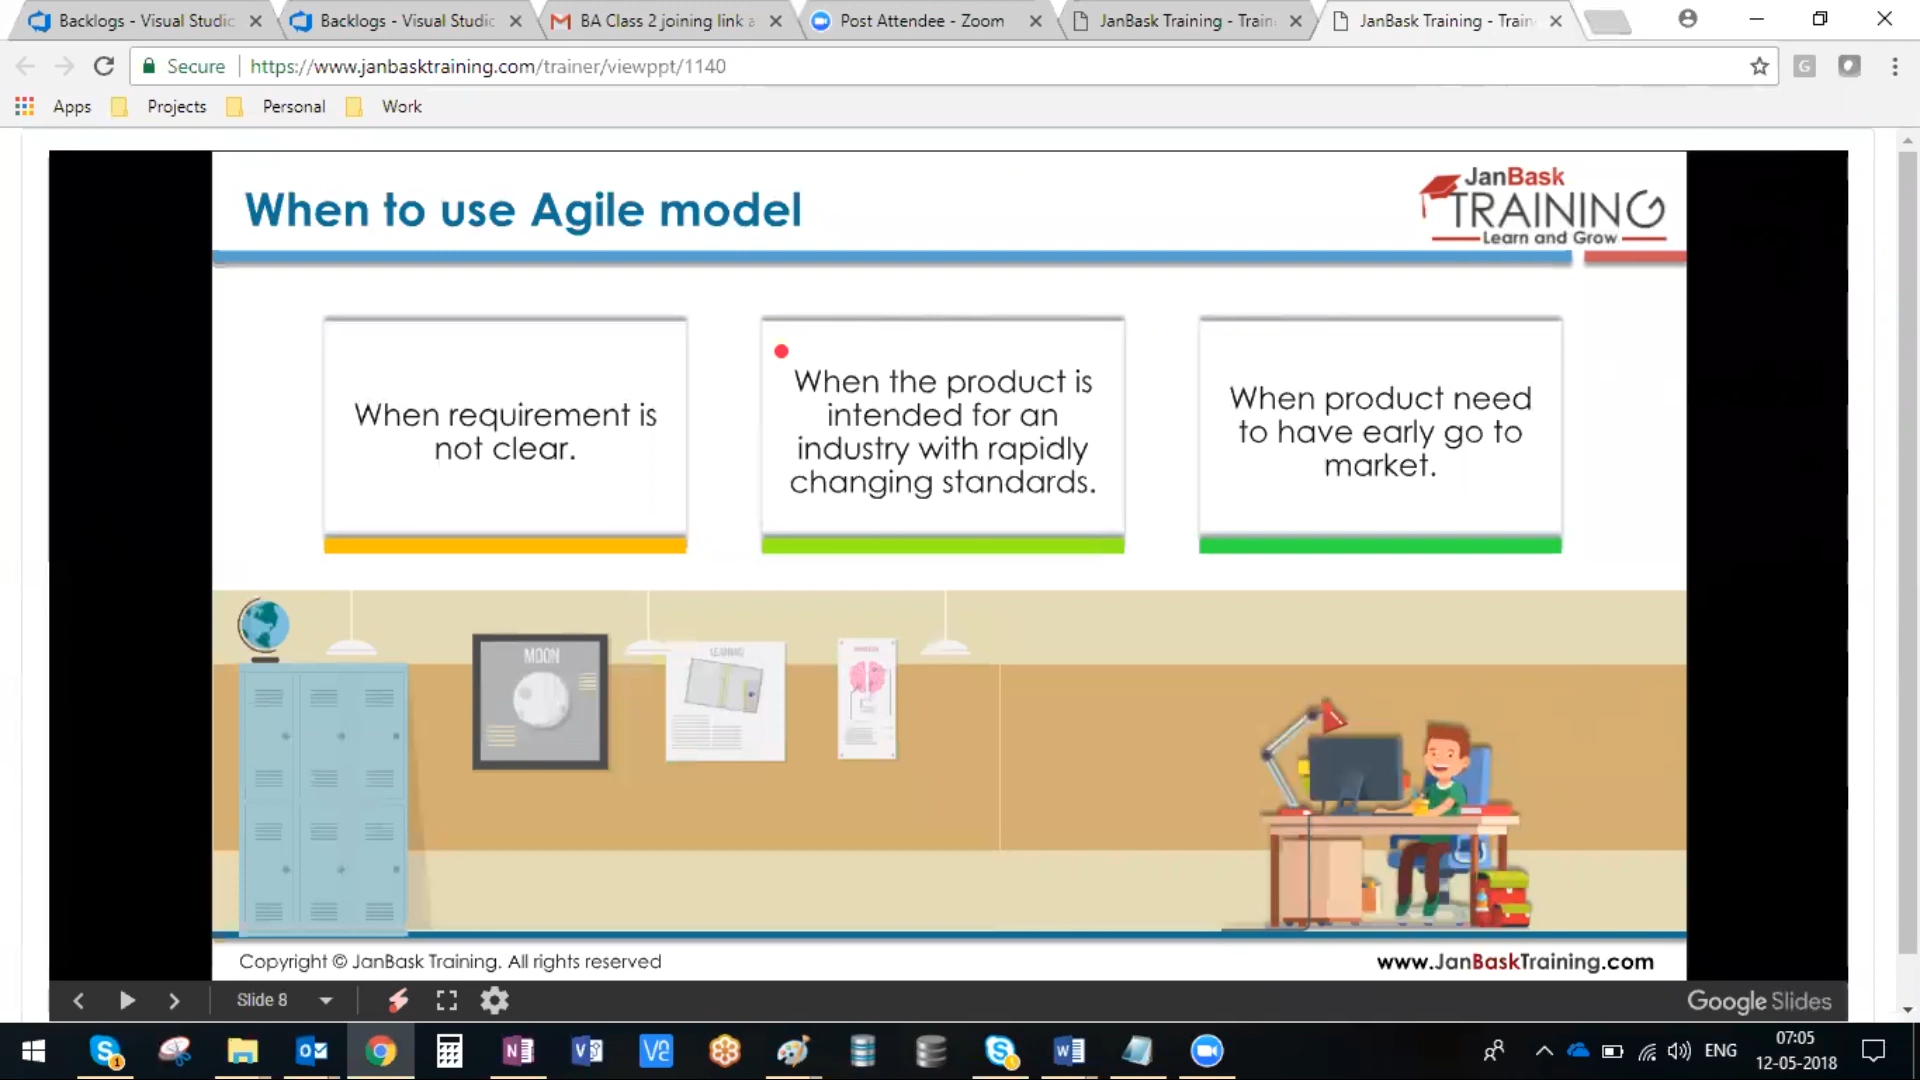 Backlogs - Visual Studic
Backlogs - Visual Studic
BA Class 2 joining link a
Post Attendee - Zoom
JanBask Training - Train
JanBask Training - Train
Secure
https://www.janbasktraining.com/trainer/viewppt/1140
G
Apps
Projects
Personal
Work
When to use Agile model
JanBask
TRAINING
Learn and Grow
When requirement is
not clear.
When the product is
intended for an
industry with rapidly
changing standards.
When product need
to have early go to
market.
MOON
LEARNING
Copyright © JanBask Training. All rights reserved
www.JanBaskTraining.com
Slide 8
Google Slides
ENG
07:05
12-05-2018